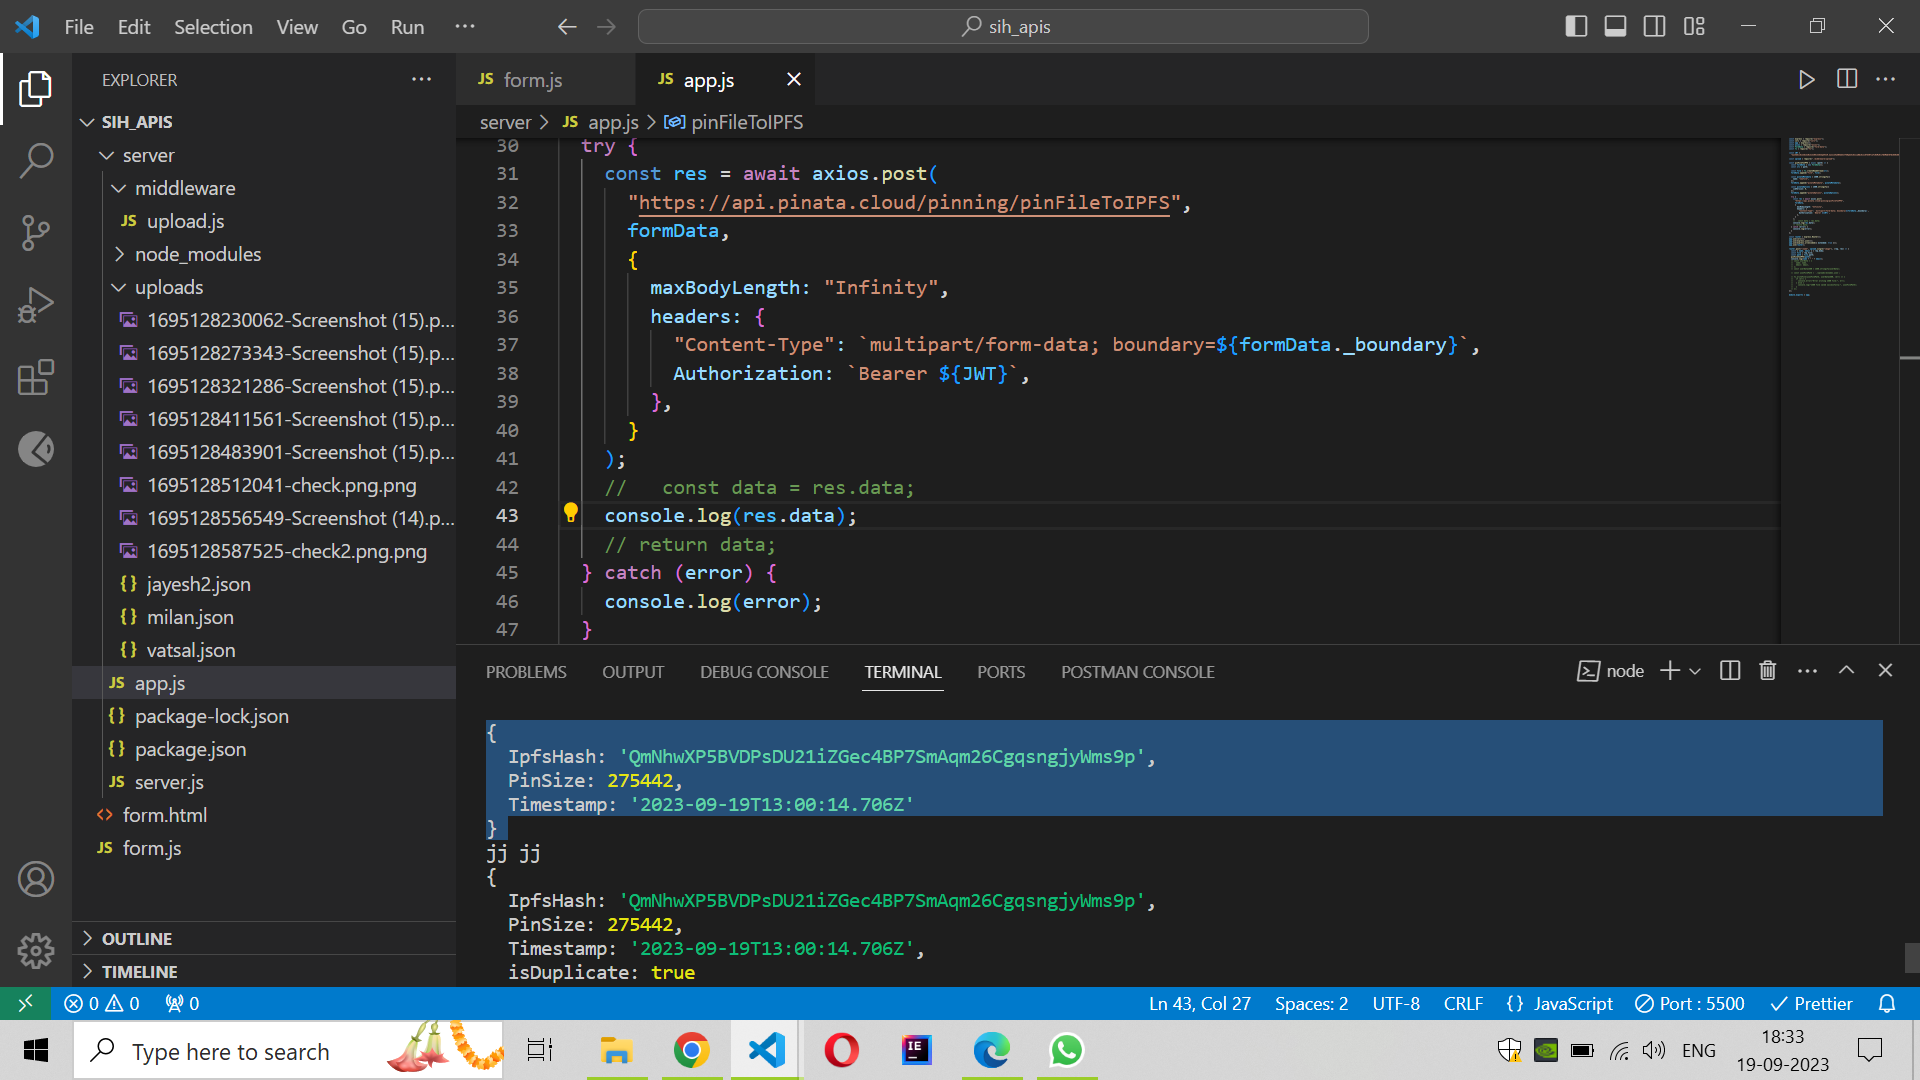 File Edit Selection View Go Run ···
sih_apis
EXPLORER ···
SIH_APIS
server
middleware
JS upload.js
node_modules
uploads
1695128230062-Screenshot (15).p...
1695128273343-Screenshot (15).p...
1695128321286-Screenshot (15).p...
1695128411561-Screenshot (15).p...
1695128483901-Screenshot (15).p...
1695128512041-check.png.png
1695128556549-Screenshot (14).p...
1695128587525-check2.png.png
{} jayesh2.json
{} milan.json
{} vatsal.json
JS app.js
{} package-lock.json
{} package.json
JS server.js
<> form.html
JS form.js
OUTLINE
TIMELINE
JS form.js JS app.js
server > JS app.js > pinFileToIPFS
30 try {
31 const res = await axios.post(
32 "https://api.pinata.cloud/pinning/pinFileToIPFS",
33 formData,
34 {
35 maxBodyLength: "Infinity",
36 headers: {
37 "Content-Type": `multipart/form-data; boundary=${formData._boundary}`,
38 Authorization: `Bearer ${JWT}`,
39 },
40 }
41 );
42 //   const data = res.data;
43 console.log(res.data);
44 // return data;
45 } catch (error) {
46 console.log(error);
47 }
PROBLEMS OUTPUT DEBUG CONSOLE TERMINAL PORTS POSTMAN CONSOLE
node
{
IpfsHash: 'QmNhwXP5BVDPsDU21iZGec4BP7SmAqm26CgqsngjyWms9p',
PinSize: 275442,
Timestamp: '2023-09-19T13:00:14.706Z'
}
jj jj
{
IpfsHash: 'QmNhwXP5BVDPsDU21iZGec4BP7SmAqm26CgqsngjyWms9p',
PinSize: 275442,
Timestamp: '2023-09-19T13:00:14.706Z',
isDuplicate: true
0 0 0 Ln 43, Col 27 Spaces: 2 UTF-8 CRLF {} JavaScript Port : 5500 Prettier
Type here to search
IE
ENG
18:33
19-09-2023